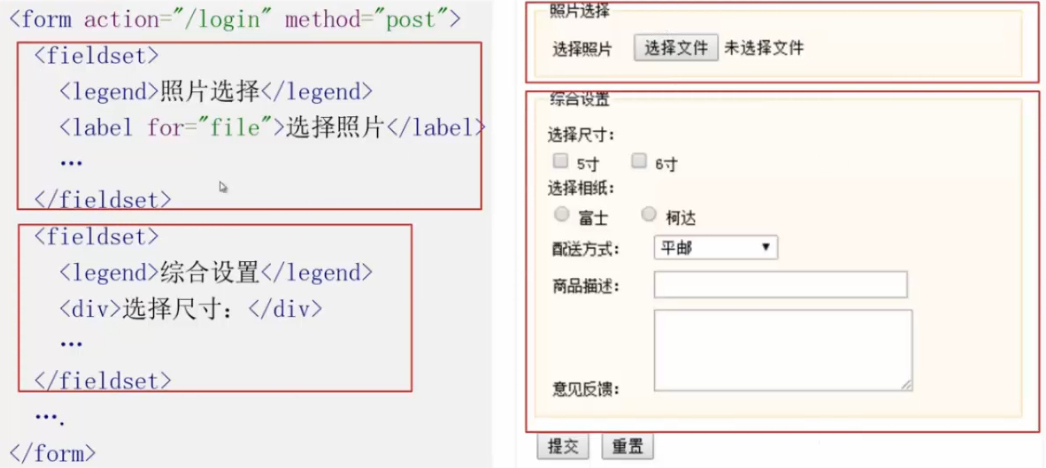 <form action="/login" method="post">
<fieldset>
<legend>照片选择</legend>
<label for="file">选择照片</label>
…
</fieldset>
<fieldset>
<legend>综合设置</legend>
<div>选择尺寸：</div>
…
</fieldset>
….
</form>
照片选择
选择照片 选择文件 未选择文件
综合设置
选择尺寸：
5寸 6寸
选择相纸：
富士 柯达
配送方式： 平邮
商品描述：
意见反馈：
提交 重置